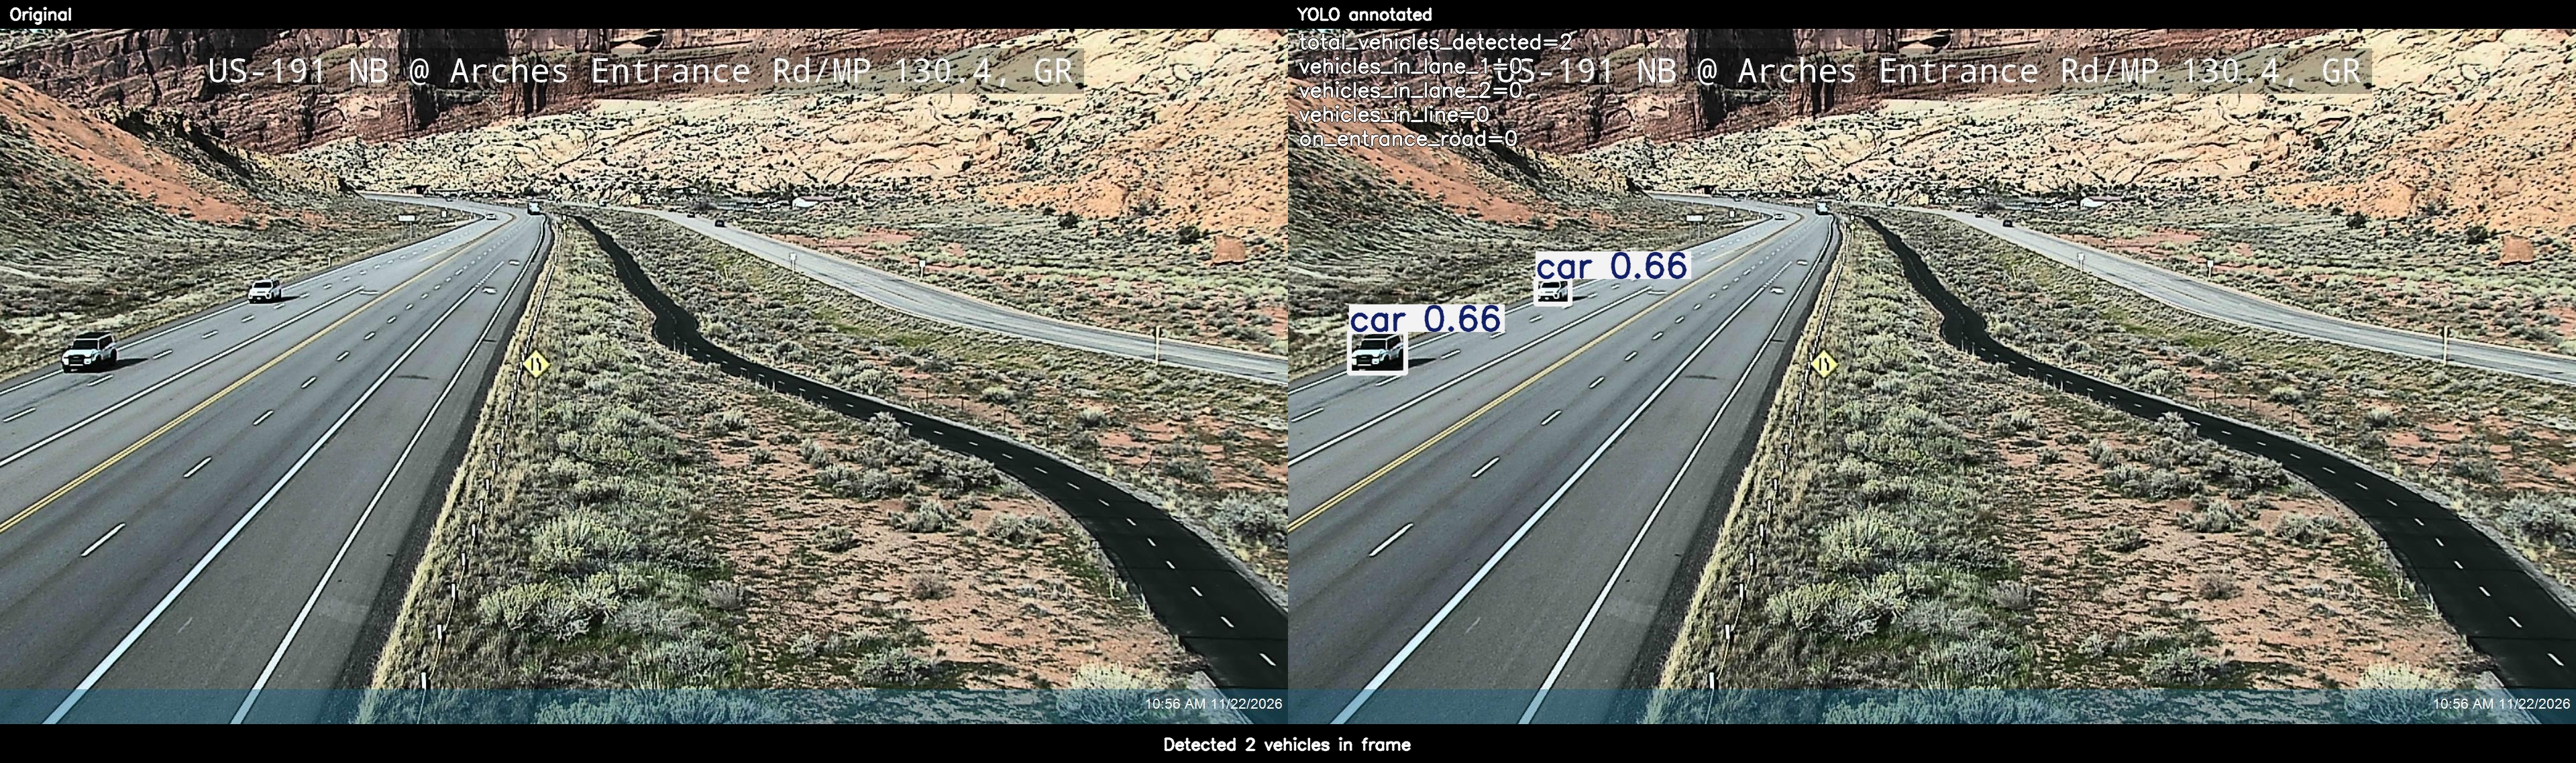 Original
US-191 NB @ Arches Entrance Rd/MP 130.4, GR
10:56 AM 11/22/2026
YOLO annotated
total_vehicles_detected=2
vehicles_in_lane_1=0
US-191 NB @ Arches Entrance Rd/MP 130.4, GR
vehicles_in_lane_2=0
vehicles_in_line=0
on_entrance_road=0
car 0.66
car 0.66
10:56 AM 11/22/2026
Detected 2 vehicles in frame